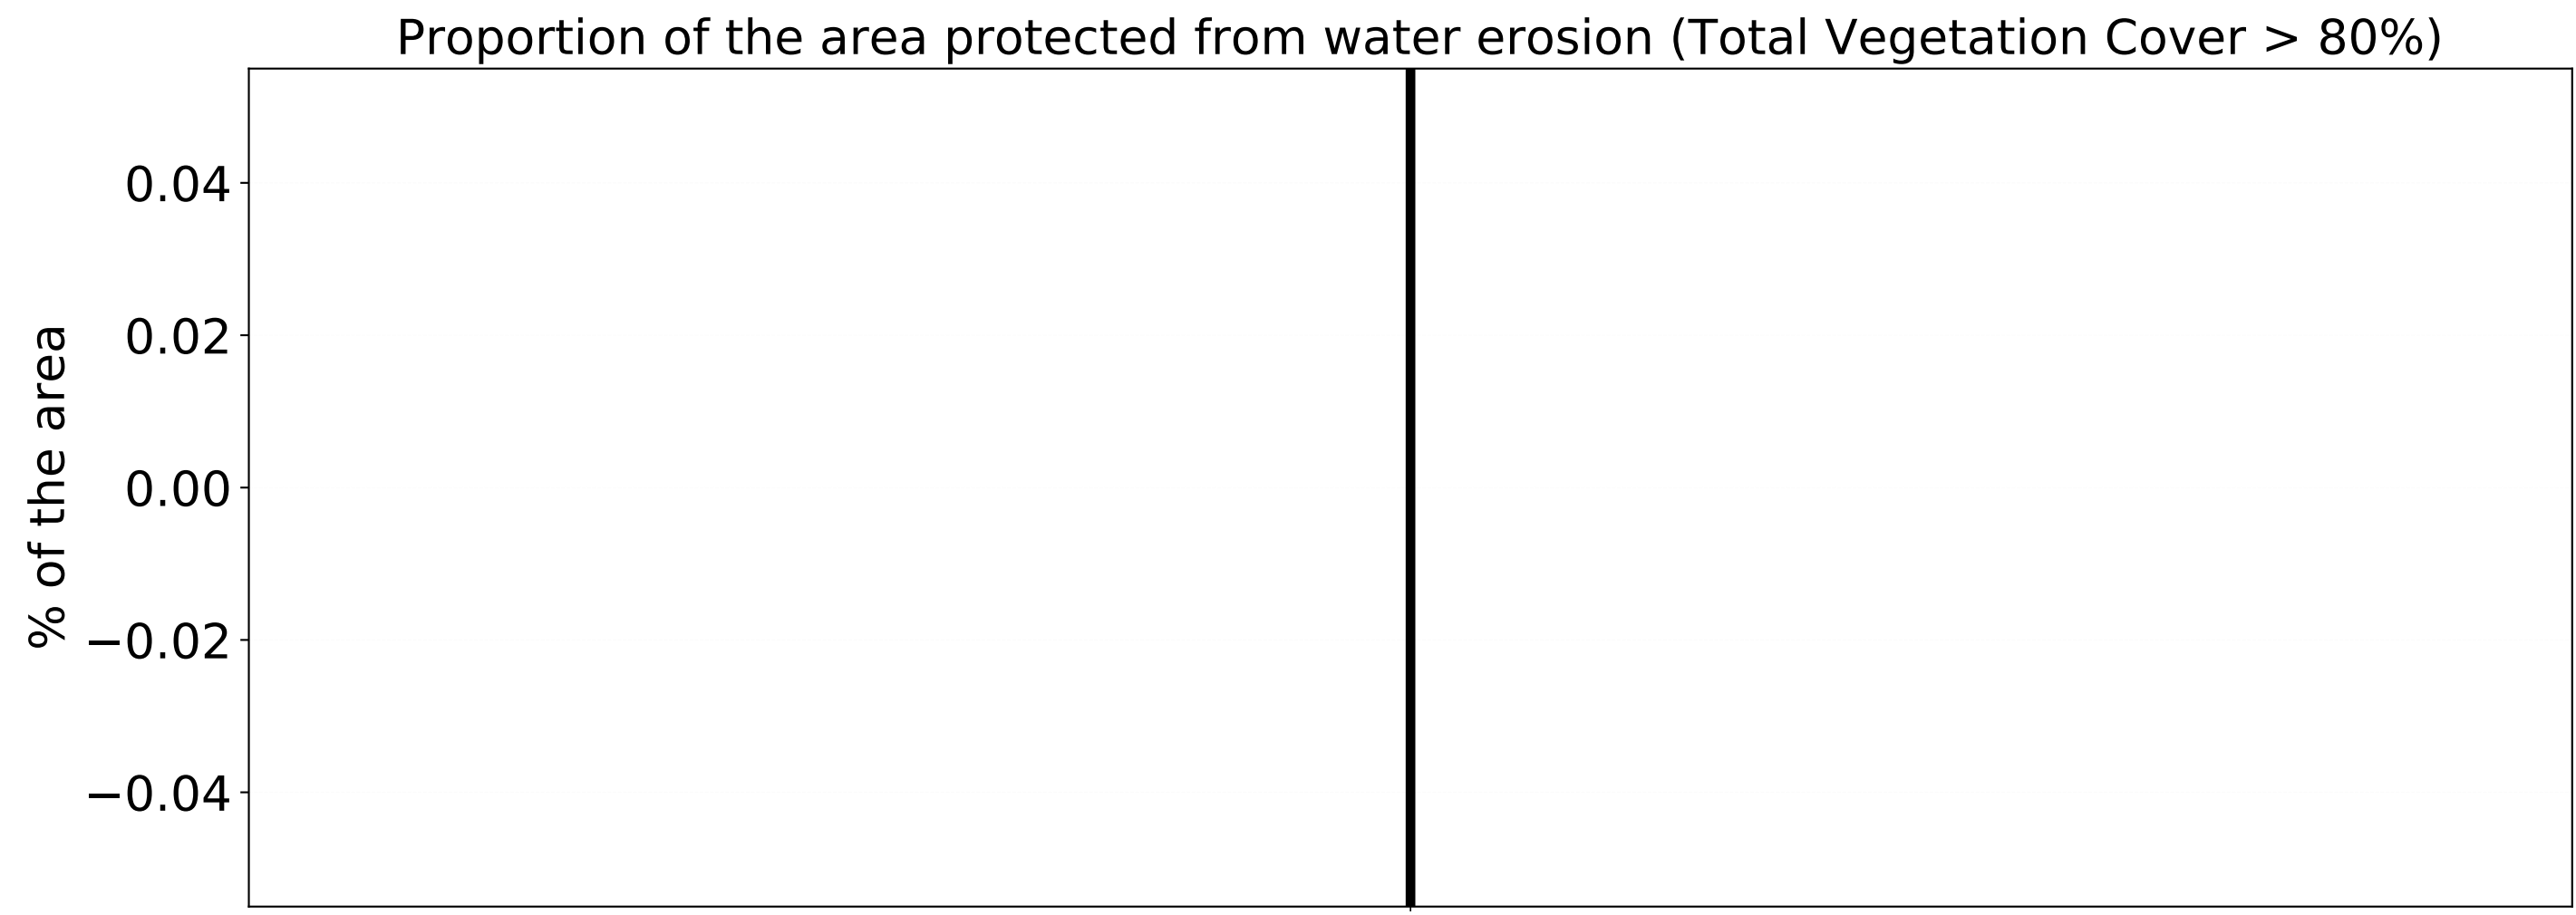 Proportion of the area protected from water erosion (Total Vegetation Cover > 80%)
% of the area
0.04
0.02
0.00
−0.02
−0.04